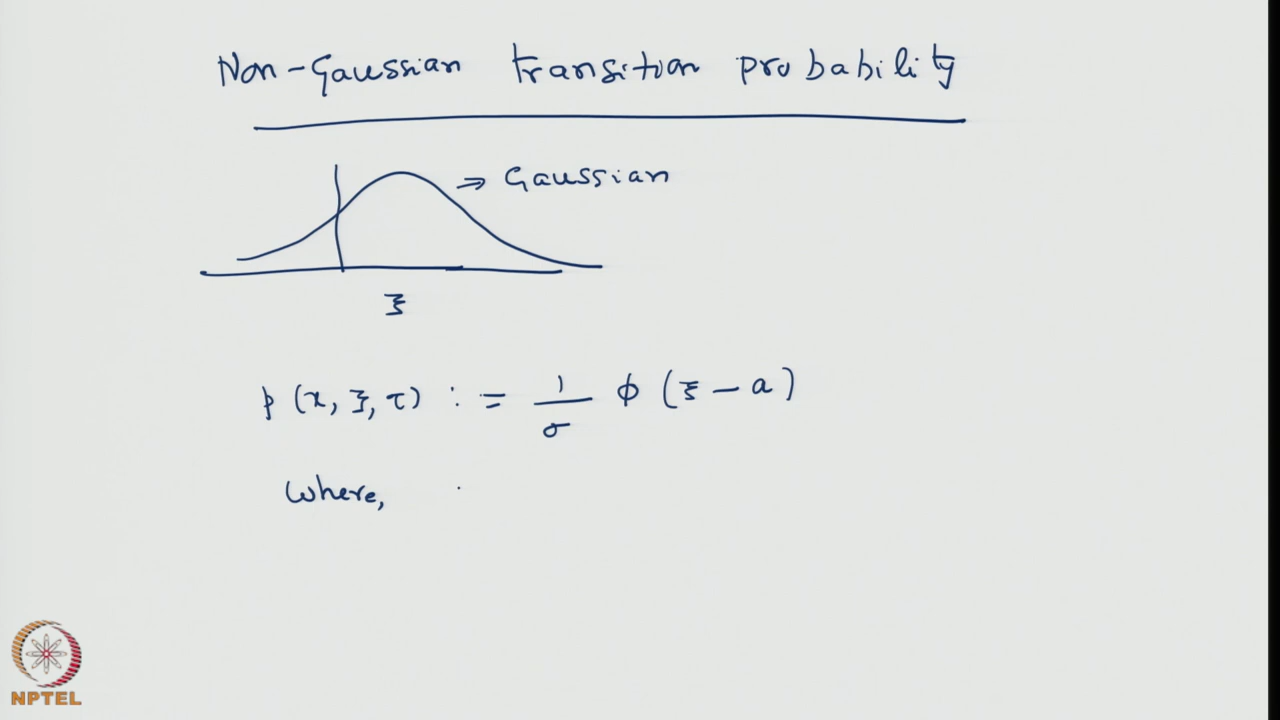 Non-Gaussian transition probability
⇒ Gaussian
ξ
p (x, ξ, τ) := 1/σ ϕ (ξ - a)
where,
NPTEL